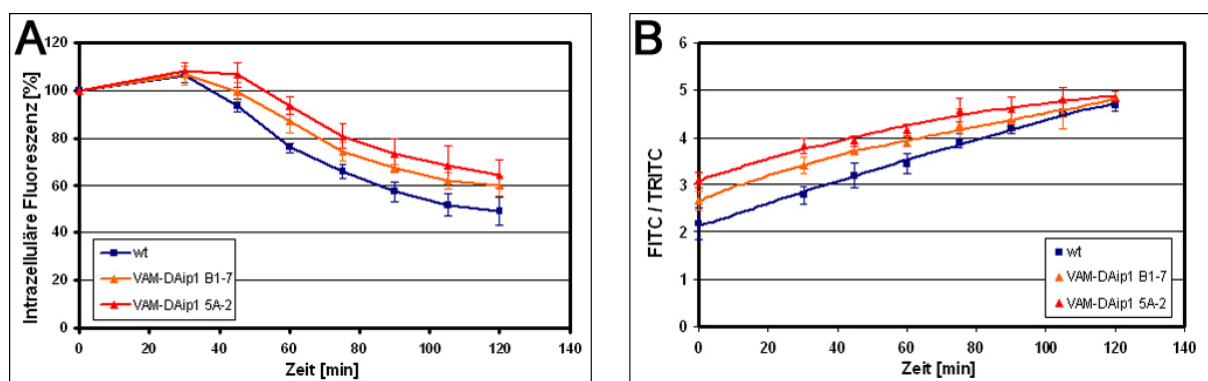 A
120
100
80
60
40
20
0
0 20 40 60 80 100 120 140
Intrazelluläre Fluoreszenz [%]
Zeit [min]
wt
VAM-DAip1 B1-7
VAM-DAip1 5A-2
B
6
5
4
3
2
1
0
0 20 40 60 80 100 120 140
FITC / TRITC
Zeit [min]
wt
VAM-DAip1 B1-7
VAM-DAip1 5A-2